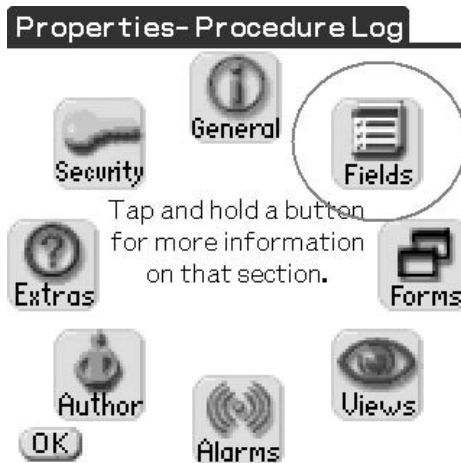 Properties-Procedure Log
General
Security
Fields
Tap and hold a button
for more information
on that section.
Extras
Forms
Author
Views
Alarms
OK